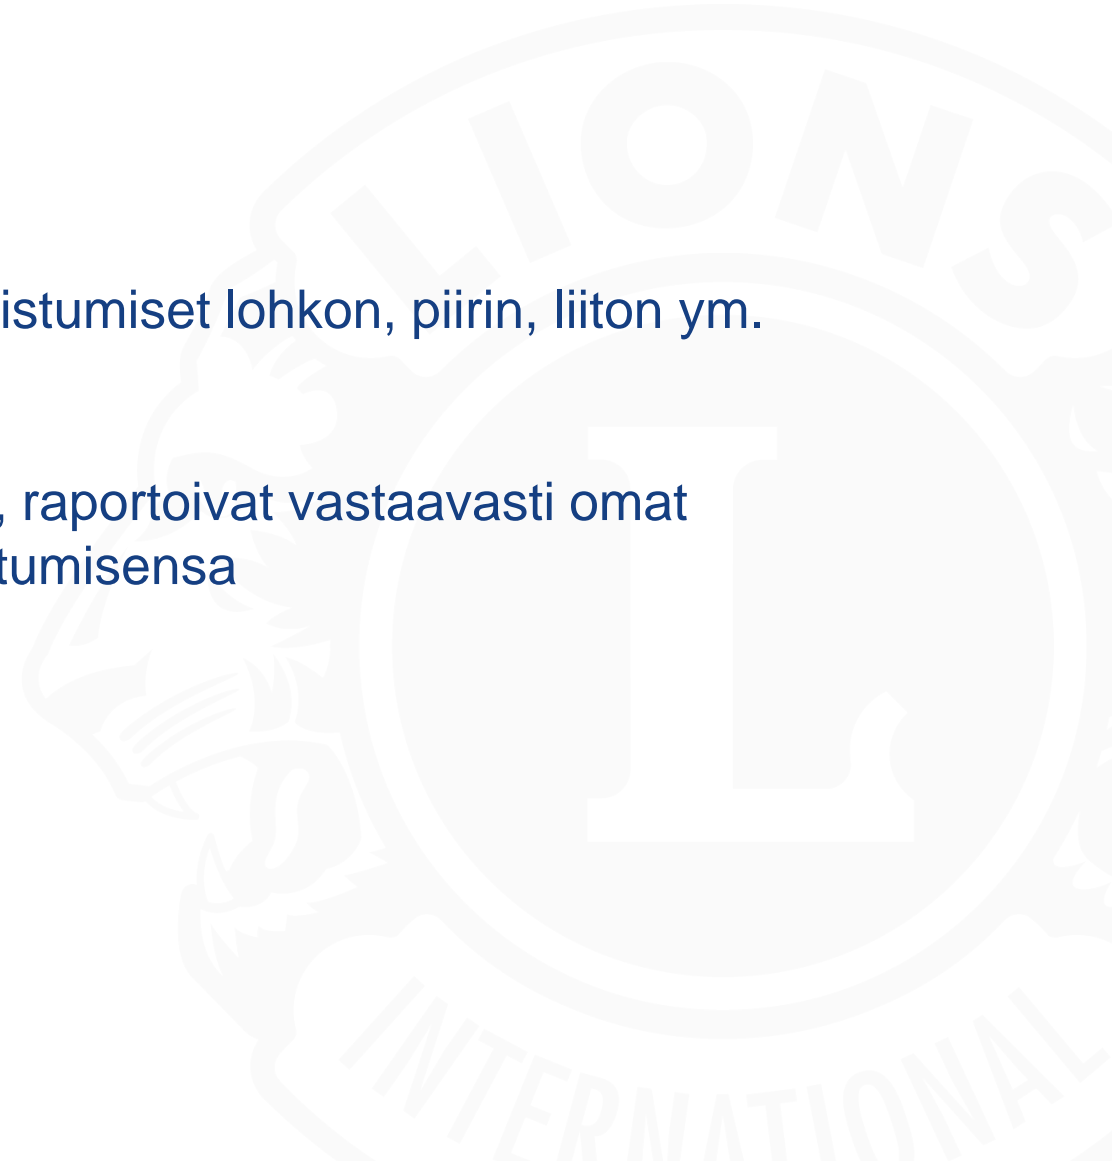 LIONS
istumiset lohkon, piirin, liiton ym.
, raportoivat vastaavasti omat
tumisensa
L
INTERNATIONAL